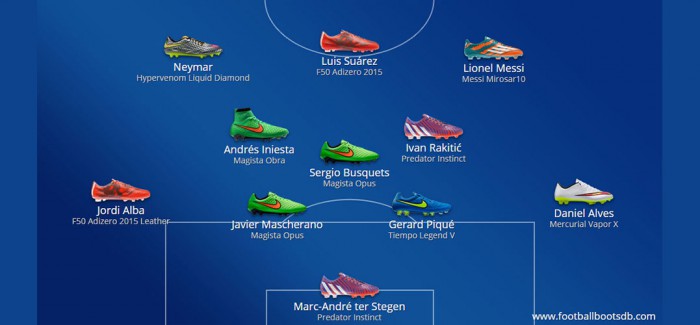 Neymar
Hypervenom Liquid Diamond
Luis Suárez
F50 Adizero 2015
Lionel Messi
Messi Mirosar10
Andrés Iniesta
Magista Obra
Ivan Rakitić
Predator Instinct
Sergio Busquets
Magista Opus
Jordi Alba
F50 Adizero 2015 Leather
Javier Mascherano
Magista Opus
Gerard Piqué
Tiempo Legend V
Daniel Alves
Mercurial Vapor X
Marc-André ter Stegen
Predator Instinct
www.footballbootsdb.com